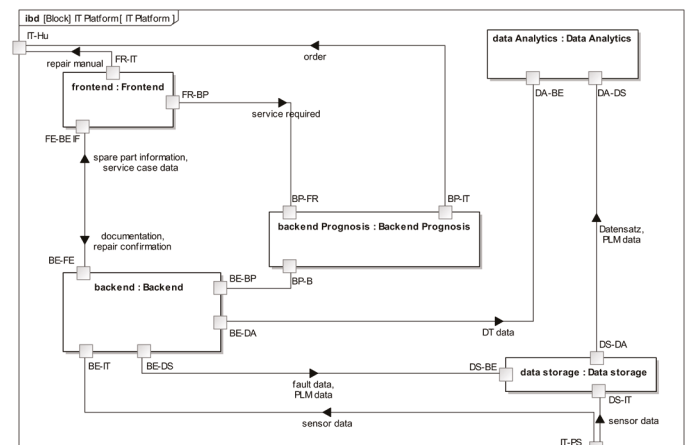 ibd [Block] IT Platform[ IT Platform ]
IT-Hu
order
data Analytics : Data Analytics
repair manual
FR-IT
frontend : Frontend
FR-BP
service required
DA-BE
DA-DS
FE-BE IF
spare part information,
service case data
BP-FR
BP-IT
backend Prognosis : Backend Prognosis
Datensatz,
PLM data
documentation,
repair confirmation
BE-FE
backend : Backend
BE-BP
BP-B
BE-DA
DT data
DS-DA
BE-IT
BE-DS
DS-BE
data storage : Data storage
fault data,
PLM data
DS-IT
sensor data
sensor data
IT-PS